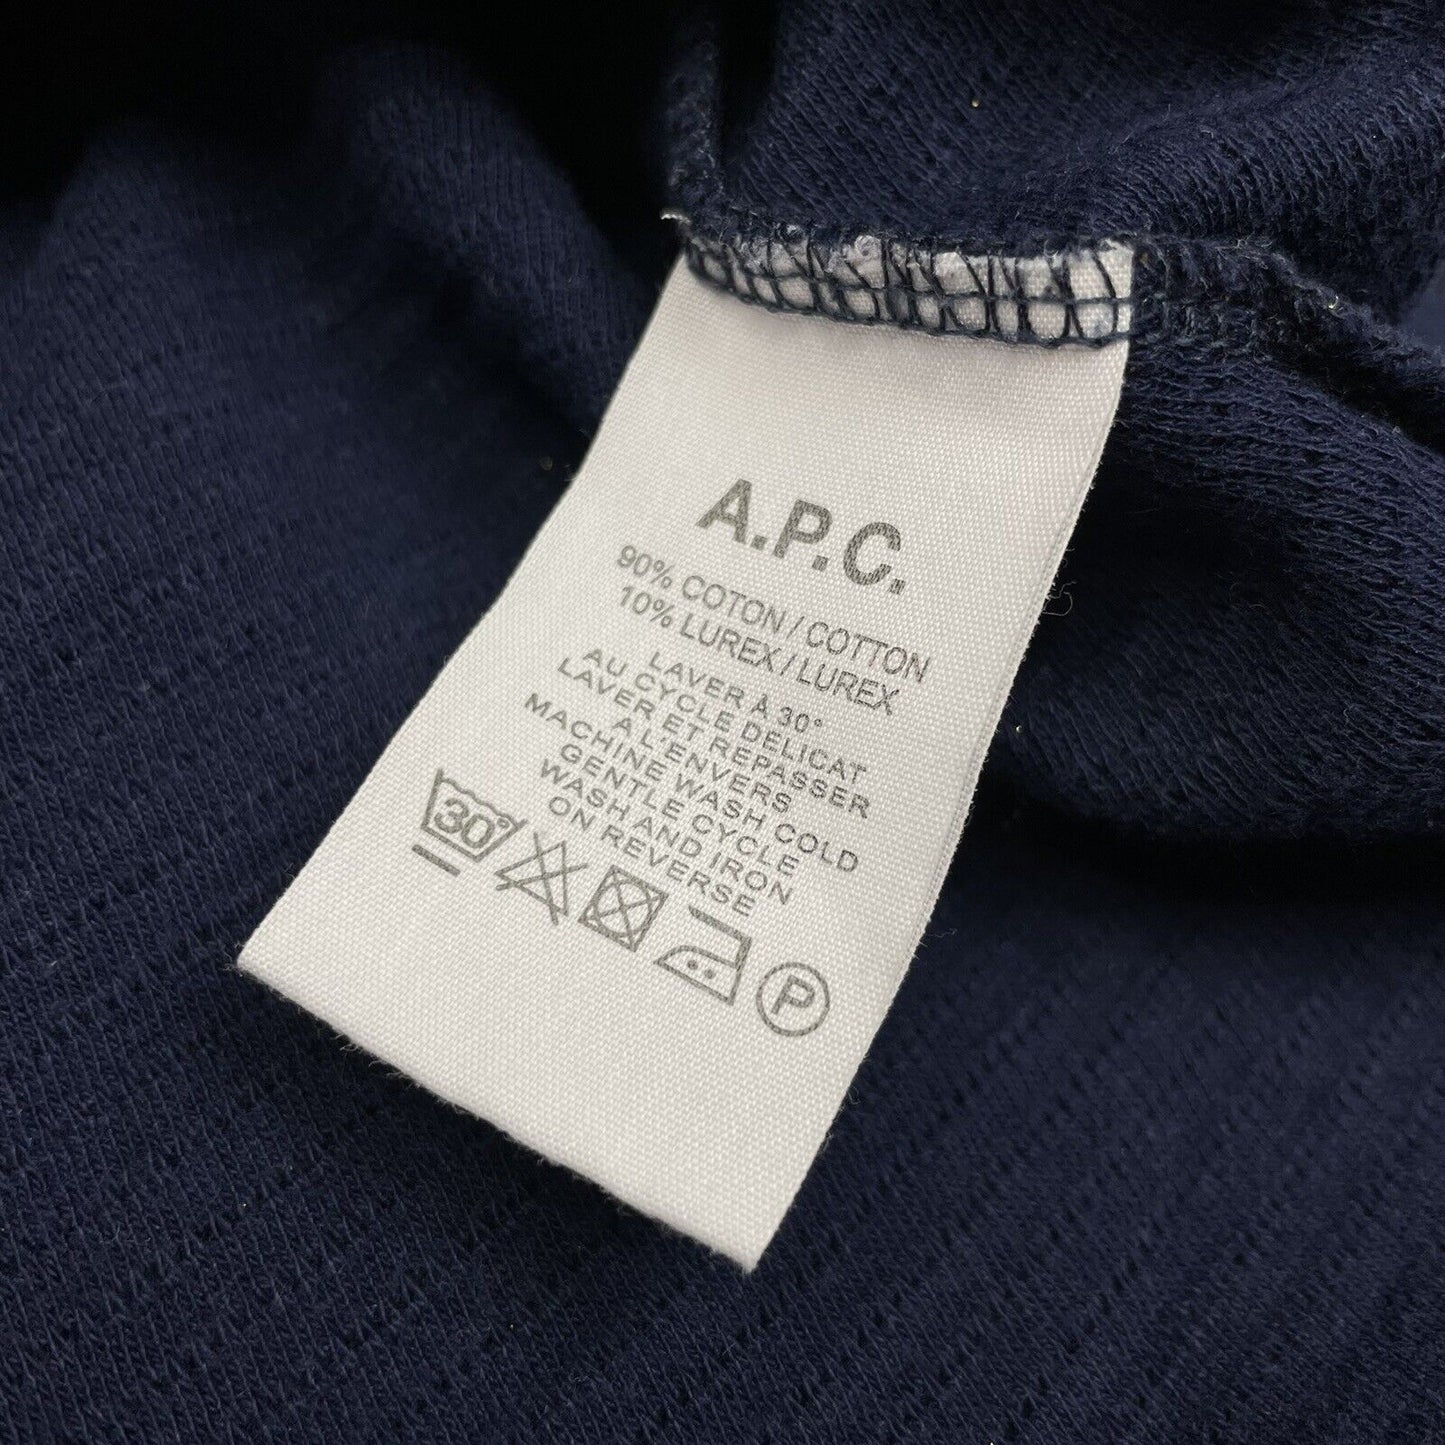 A.P.C.
90% COTON / COTTON
10% LUREX / LUREX
LAVER À 30°
AU CYCLE DELICAT
LAVER ET REPASSER
A L'ENVERS
MACHINE WASH COLD
GENTLE CYCLE
WASH AND IRON
ON REVERSE
30°
P